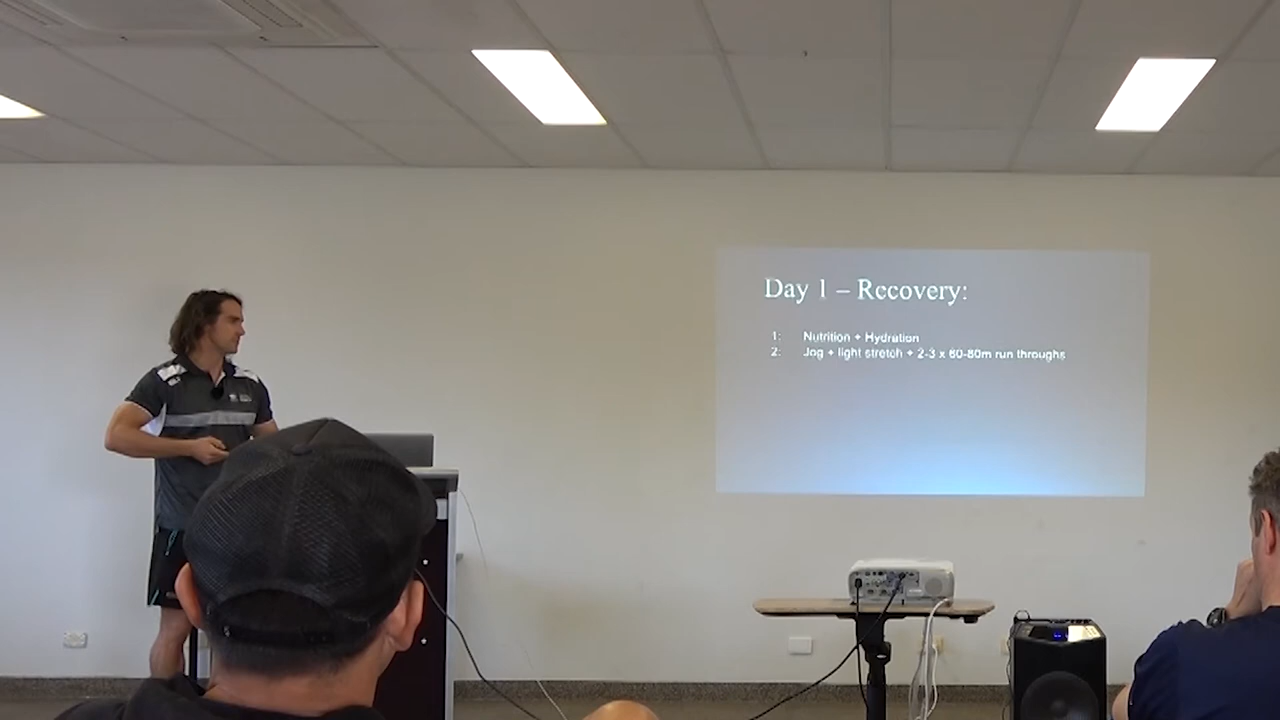 Day 1 – Recovery:
1: Nutrition + Hydration
2: Jog + light stretch + 2-3 x 60-80m run throughs